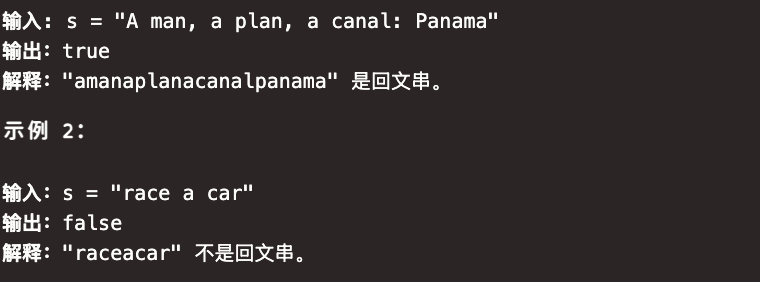 输入: s = "A man, a plan, a canal: Panama"
输出：true
解释："amanaplanacanalpanama" 是回文串。
示例 2：
输入：s = "race a car"
输出：false
解释："raceacar" 不是回文串。